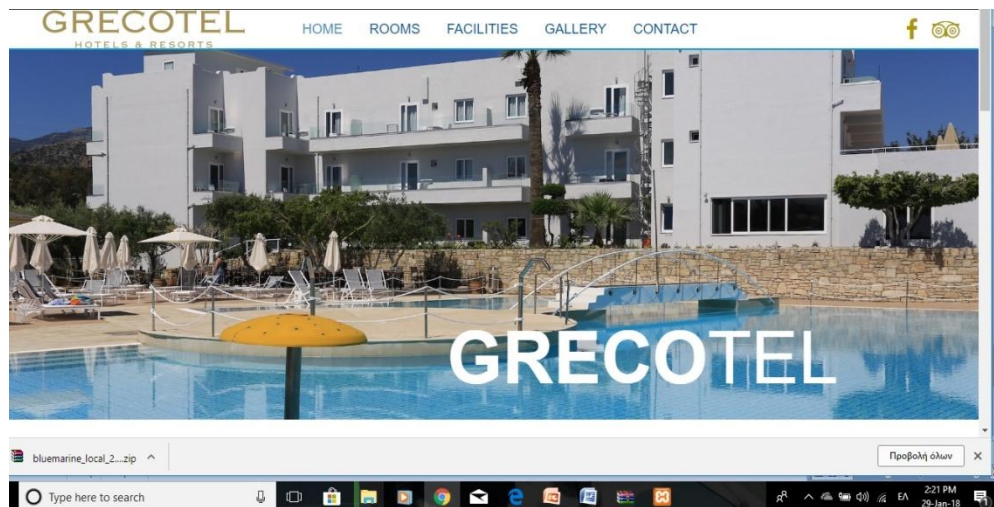 GRECOTEL
HOTELS & RESORTS
HOME ROOMS FACILITIES GALLERY CONTACT
GRECOTEL
bluemarine_local_2....zip
Προβολή όλων
Type here to search
ΕΛ
2:21 PM
29-Jan-18